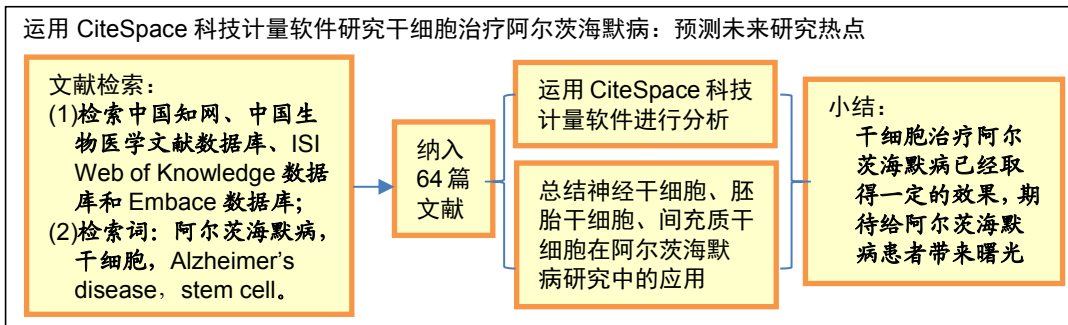 运用 CiteSpace 科技计量软件研究干细胞治疗阿尔茨海默病：预测未来研究热点
文献检索：
(1)检索中国知网、中国生
物医学文献数据库、ISI
Web of Knowledge 数据
库和 Embace 数据库；
(2)检索词：阿尔茨海默病，
干细胞，Alzheimer's
disease，stem cell。
纳入
64 篇
文献
运用 CiteSpace 科技
计量软件进行分析
总结神经干细胞、胚
胎干细胞、间充质干
细胞在阿尔茨海默
病研究中的应用
小结：
干细胞治疗阿尔
茨海默病已经取
得一定的效果，期
待给阿尔茨海默
病患者带来曙光